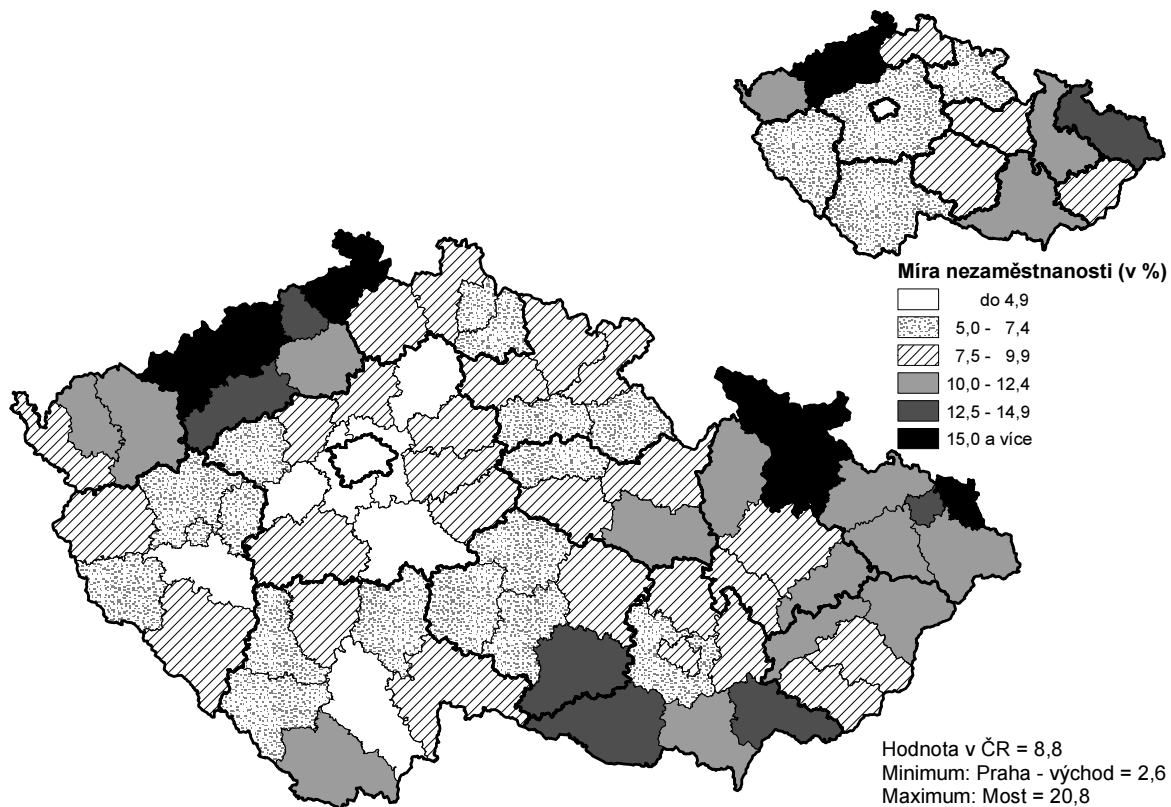 Míra nezaměstnanosti (v %)
do 4,9
5,0 - 7,4
7,5 - 9,9
10,0 - 12,4
12,5 - 14,9
15,0 a více
Hodnota v ČR = 8,8
Minimum: Praha - východ = 2,6
Maximum: Most = 20,8